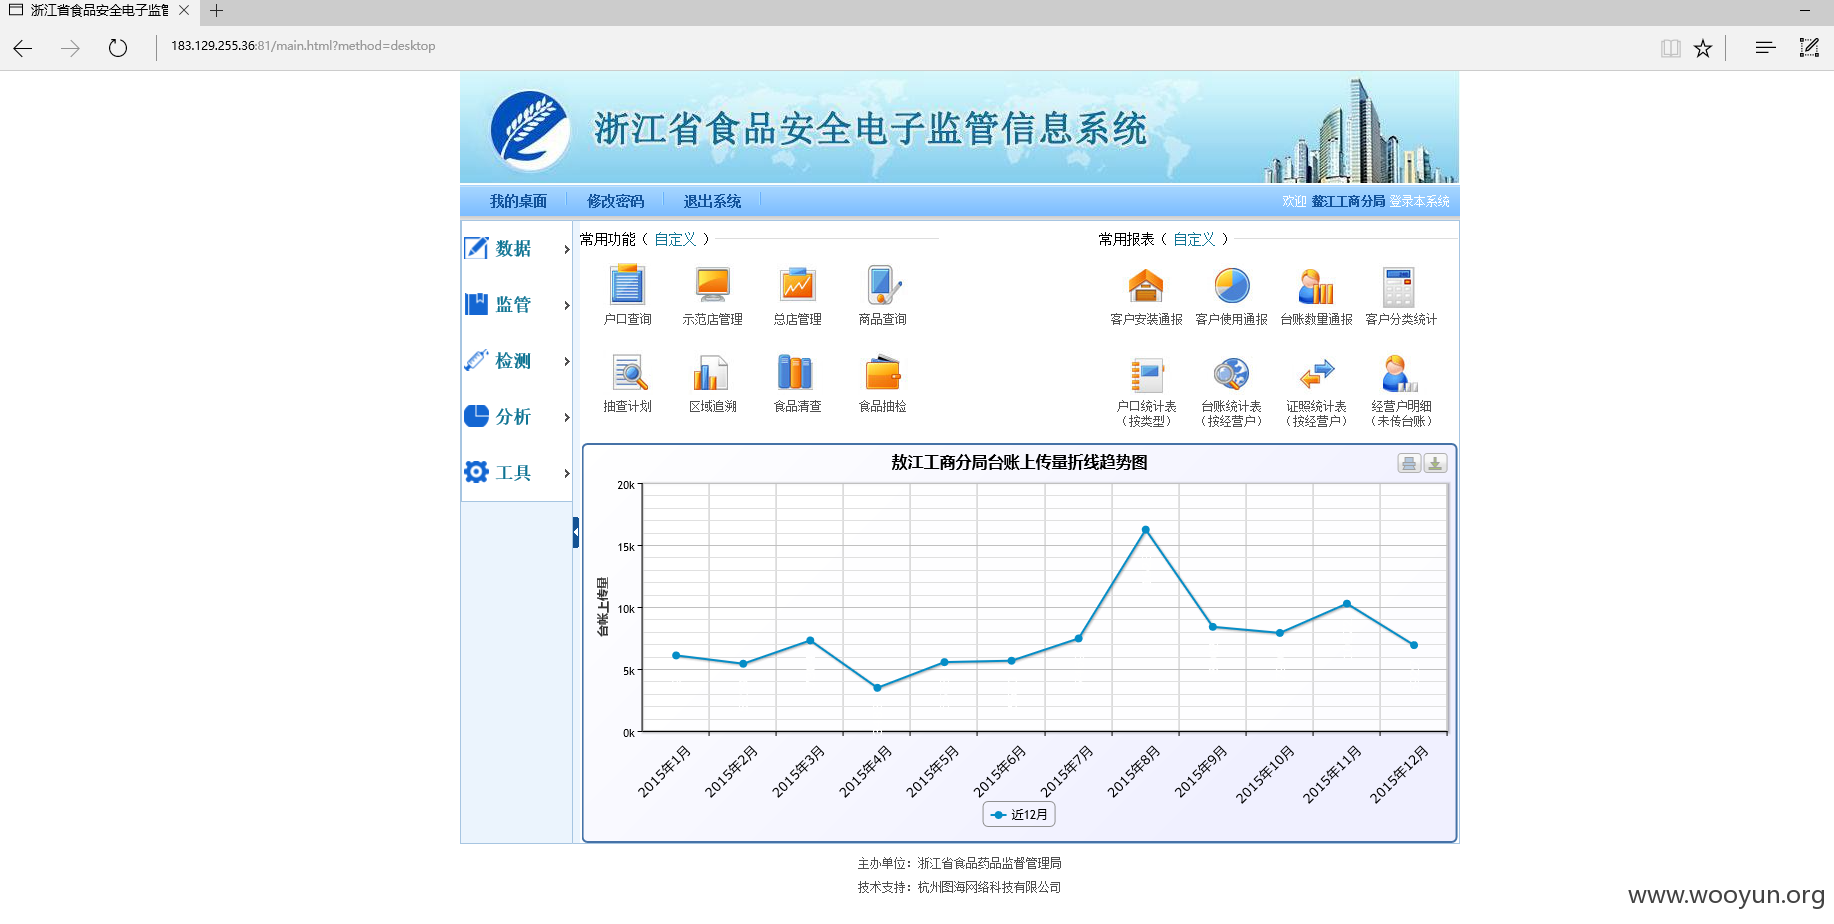 浙江省食品安全电子监管
183.129.255.36:81/main.html?method=desktop
浙江省食品安全电子监管信息系统
我的桌面 修改密码 退出系统
欢迎 鳌江工商分局 登录本系统
数据
监管
检测
分析
工具
常用功能（ 自定义 ）
户口查询 示范店管理 总店管理 商品查询
抽查计划 区域追溯 食品清查 食品抽检
常用报表（ 自定义 ）
客户安装通报 客户使用通报 台账数量通报 客户分类统计
户口统计表 台账统计表 证照统计表 经营户明细
（按类型） （按经营户） （按经营户） （未传台账）
敖江工商分局台账上传量折线趋势图
台帐上传量
20k
15k
10k
5k
0k
2015年1月 2015年2月 2015年3月 2015年4月 2015年5月 2015年6月 2015年7月 2015年8月 2015年9月 2015年10月 2015年11月 2015年12月
近12月
主办单位：浙江省食品药品监督管理局
技术支持：杭州图海网络科技有限公司
www.wooyun.org